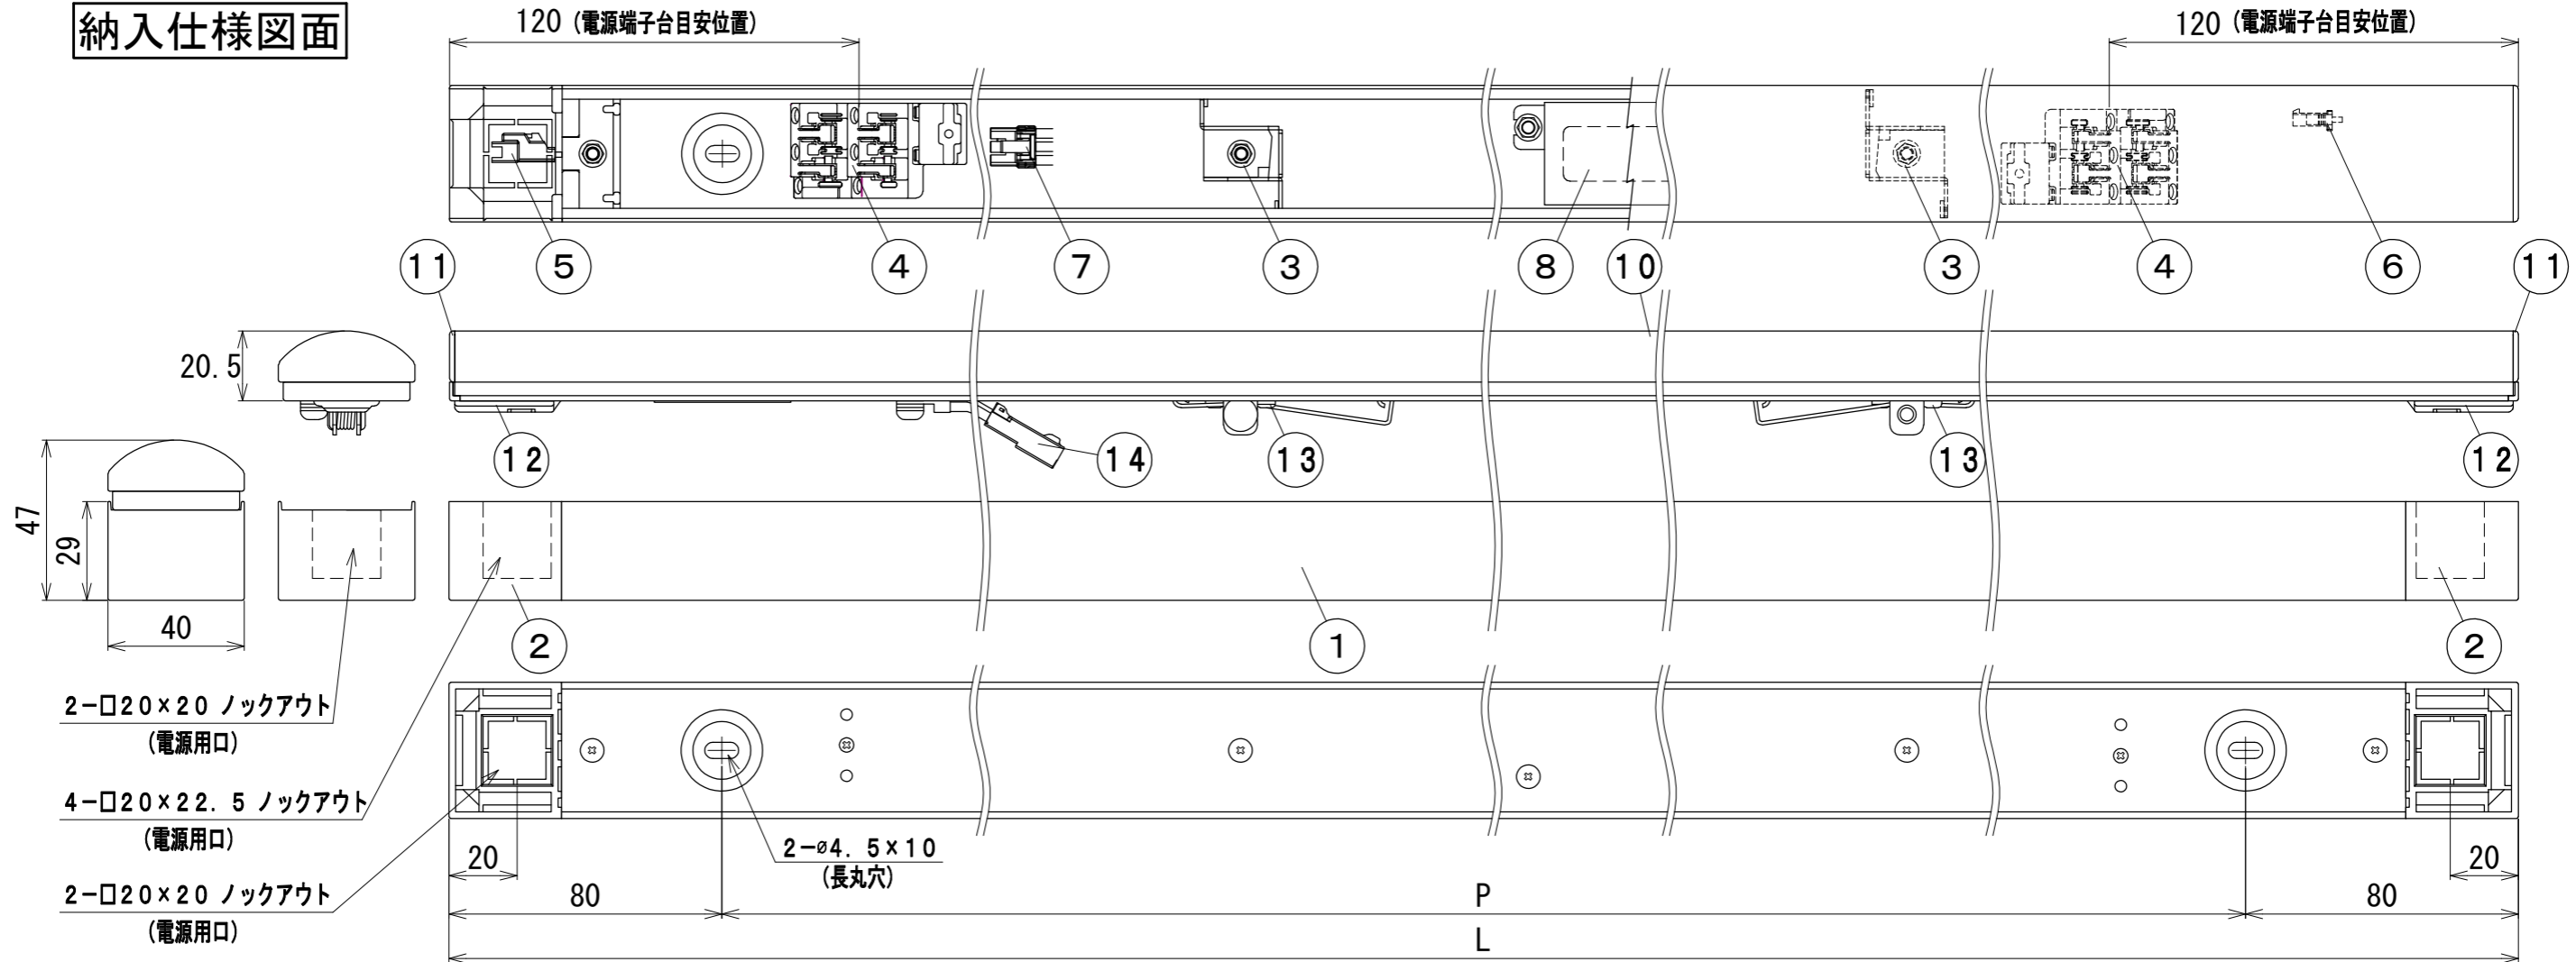 納入仕様図面
120 (電源端子台目安位置)
120 (電源端子台目安位置)
11
5
4
7
3
8
10
3
4
6
11
20.5
12
14
13
13
12
47
29
40
2
1
2
2-□20×20 ノックアウト
(電源用口)
4-□20×22.5 ノックアウト
(電源用口)
2-□20×20 ノックアウト
(電源用口)
2-ø4.5×10
(長丸穴)
20
20
80
P
80
L